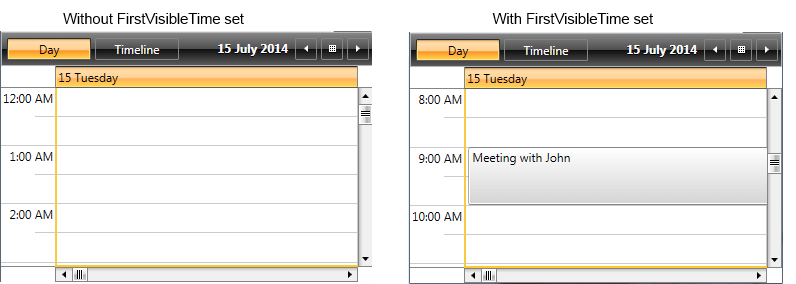 Without FirstVisibleTime set
Day Timeline 15 July 2014
15 Tuesday
12:00 AM
1:00 AM
2:00 AM
With FirstVisibleTime set
Day Timeline 15 July 2014
15 Tuesday
8:00 AM
9:00 AM Meeting with John
10:00 AM